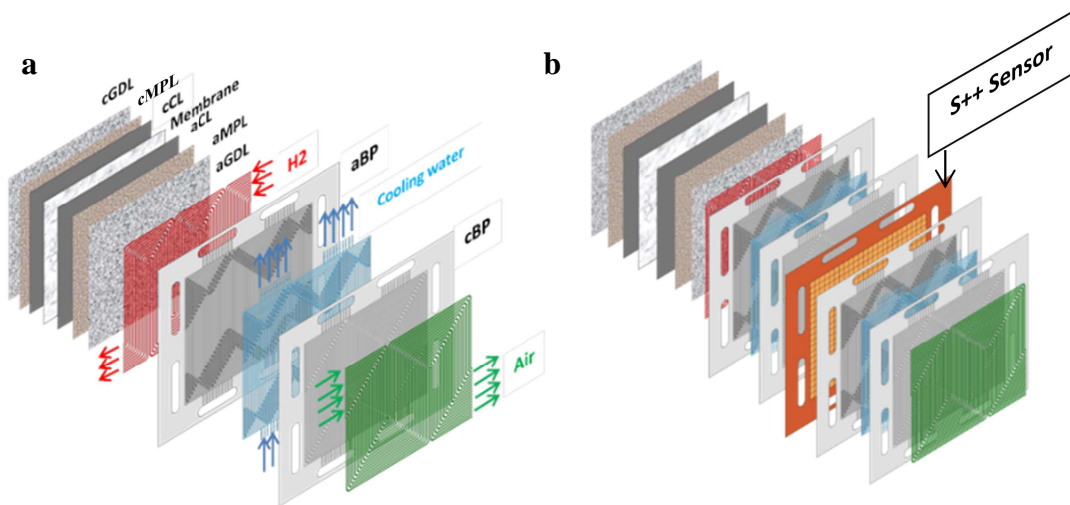 a
cGDL
cMPL
cCL
Membrane
aCL
aMPL
aGDL
H2
aBP
Cooling water
cBP
Air
b
S++ Sensor